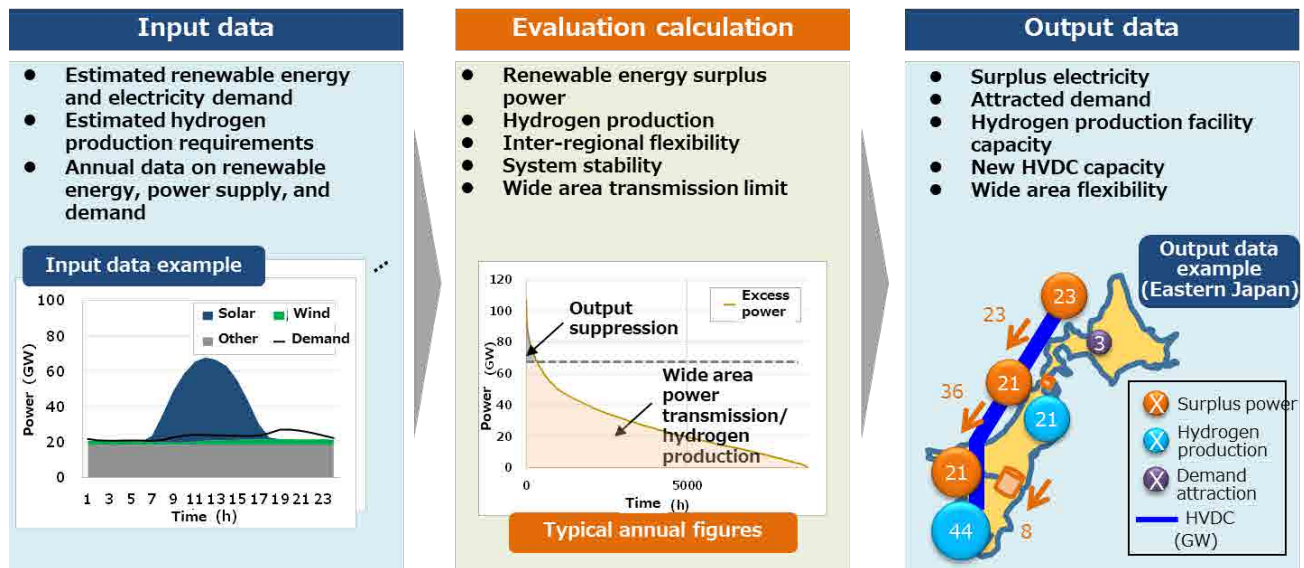 Input data
● Estimated renewable energy
and electricity demand
● Estimated hydrogen
production requirements
● Annual data on renewable
energy, power supply, and
demand
Input data example
...
Power (GW)
100
80
60
40
20
0
Solar
Wind
Other
Demand
1 3 5 7 9 11 13 15 17 19 21 23
Time (h)
Evaluation calculation
● Renewable energy surplus
power
● Hydrogen production
● Inter-regional flexibility
● System stability
● Wide area transmission limit
Power (GW)
120
100
80
60
40
20
0
Excess
power
Output
suppression
Wide area
power
transmission/
hydrogen
production
0 5000
Time (h)
Typical annual figures
Output data
● Surplus electricity
● Attracted demand
● Hydrogen production facility
capacity
● New HVDC capacity
● Wide area flexibility
Output data
example
(Eastern Japan)
23
23
3
36
21
21
21
44
8
X Surplus power
X Hydrogen
production
X Demand
attraction
HVDC
(GW)